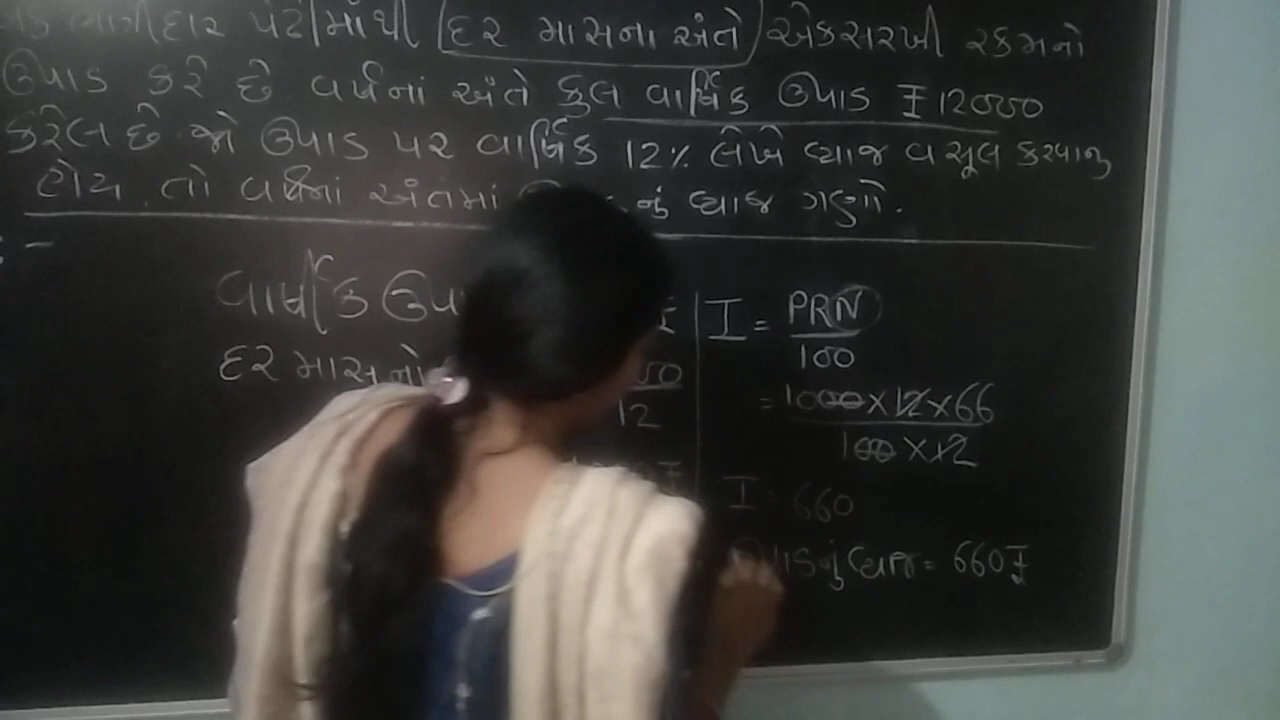 ભાગીદાર પેઢીમાંથી દર માસના અંતે એકસરખી રકમનો
ઉપાડ કરે છે વર્ષનાં અંતે કુલ વાર્ષિક ઉપાડ ₹ 12000
કરેલ છે જો ઉપાડ પર વાર્ષિક 12% લેખે વ્યાજ વસૂલ કરવાનુ
હોય તો વર્ષના અંતમાં નું વ્યાજ ગણો.
:-
વાર્ષિક
દર માસનો
12
I = PRN
100
= 1000 × 12 × 66
100 × 12
I = 660
ઉપાડનું વ્યાજ = 660 ₹